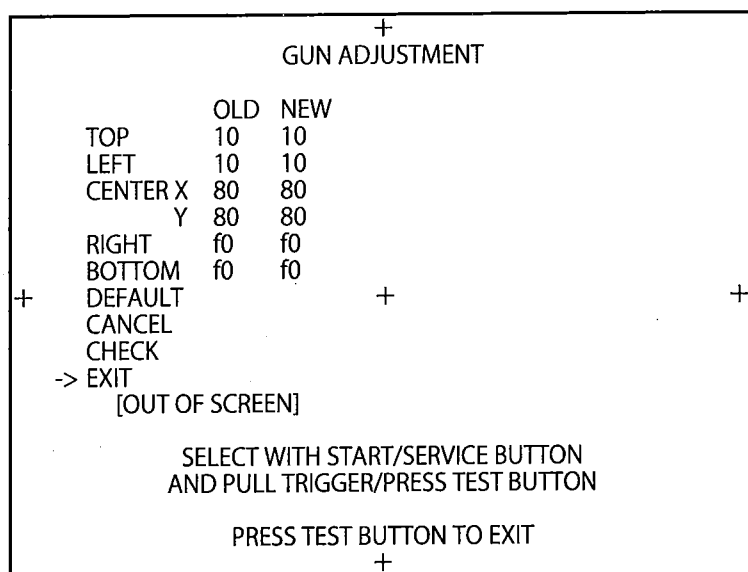 +
GUN ADJUSTMENT
OLD NEW
TOP 10 10
LEFT 10 10
CENTER X 80 80
Y 80 80
RIGHT f0 f0
BOTTOM f0 f0
+ DEFAULT + +
CANCEL
CHECK
-> EXIT
[OUT OF SCREEN]
SELECT WITH START/SERVICE BUTTON
AND PULL TRIGGER/PRESS TEST BUTTON
PRESS TEST BUTTON TO EXIT
+